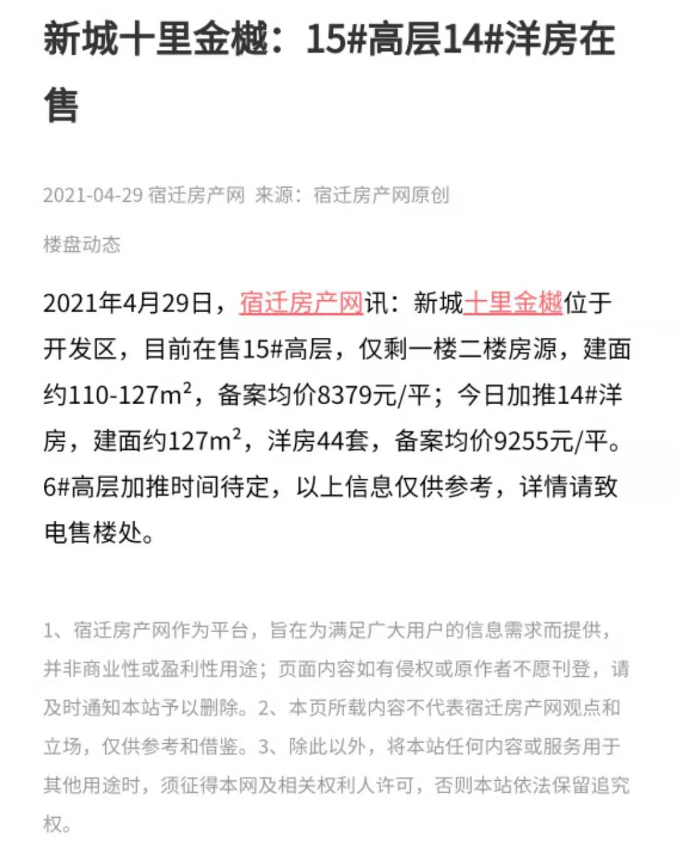 新城十里金樾：15#高层14#洋房在
售
2021-04-29 宿迁房产网 来源：宿迁房产网原创
楼盘动态
2021年4月29日，宿迁房产网讯：新城十里金樾位于
开发区，目前在售15#高层，仅剩一楼二楼房源，建面
约110-127m²，备案均价8379元/平；今日加推14#洋
房，建面约127m²，洋房44套，备案均价9255元/平。
6#高层加推时间待定，以上信息仅供参考，详情请致
电售楼处。
1、宿迁房产网作为平台，旨在为满足广大用户的信息需求而提供，
并非商业性或盈利性用途；页面内容如有侵权或原作者不愿刊登，请
及时通知本站予以删除。2、本页所载内容不代表宿迁房产网观点和
立场，仅供参考和借鉴。3、除此以外，将本站任何内容或服务用于
其他用途时，须征得本网及相关权利人许可，否则本站依法保留追究
权。